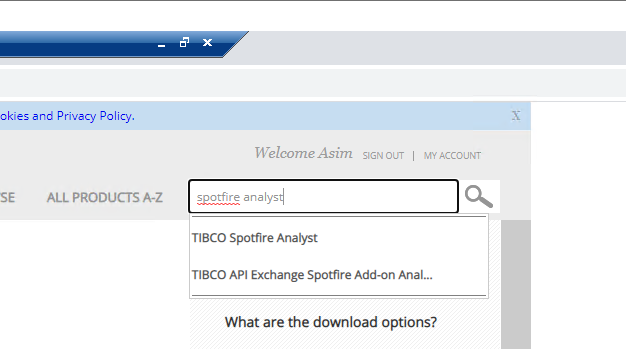 okies and Privacy Policy.
X
Welcome Asim SIGN OUT | MY ACCOUNT
SE ALL PRODUCTS A-Z spotfire analyst
TIBCO Spotfire Analyst
TIBCO API Exchange Spotfire Add-on Anal...
What are the download options?